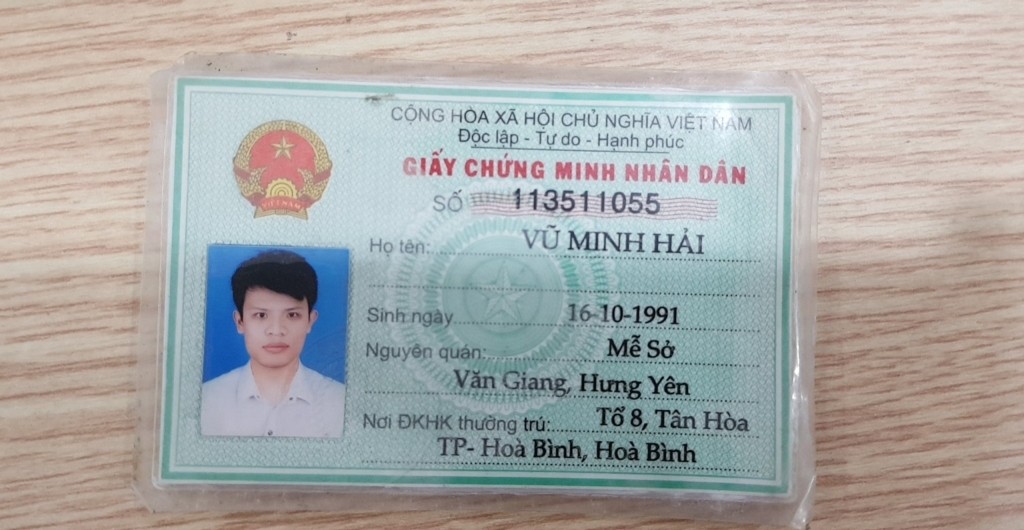 CỘNG HÒA XÃ HỘI CHỦ NGHĨA VIỆT NAM
Độc lập - Tự do - Hạnh phúc
GIẤY CHỨNG MINH NHÂN DÂN
SỐ 113511055
Họ tên: VŨ MINH HẢI
Sinh ngày 16-10-1991
Nguyên quán: Mễ Sở
Văn Giang, Hưng Yên
Nơi ĐKHK thường trú: Tổ 8, Tân Hòa
TP- Hoà Bình, Hoà Bình
VIỆT NAM